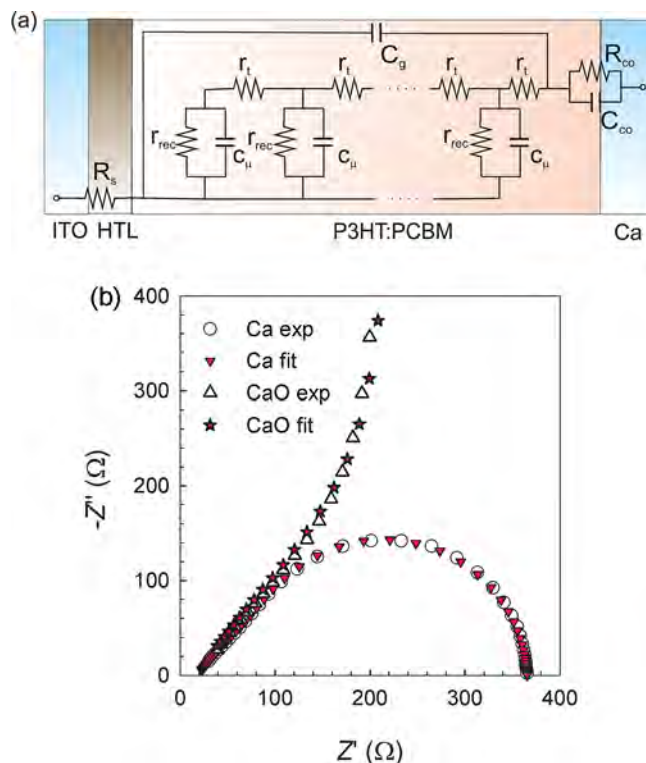 (a)
C_g
r_t
r_t
r_t
r_t
R_co
C_co
r_rec
c_μ
r_rec
c_μ
r_rec
c_μ
R_s
ITO HTL P3HT:PCBM Ca
(b)
400
300
200
100
0
-Z'' (Ω)
Ca exp
Ca fit
CaO exp
CaO fit
0 100 200 300 400
Z' (Ω)